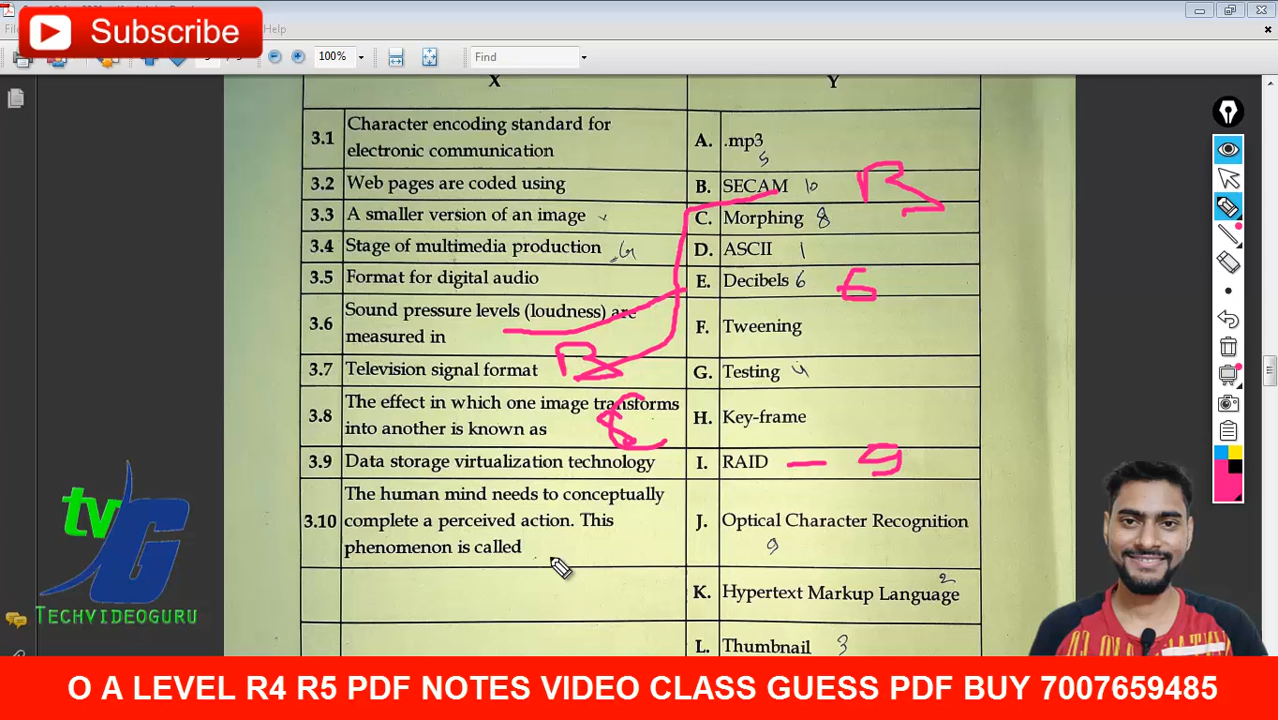 Subscribe
Help
100%
Find
X Y
3.1 Character encoding standard for electronic communication A. .mp3 5
3.2 Web pages are coded using B. SECAM 10 B
3.3 A smaller version of an image C. Morphing 8
3.4 Stage of multimedia production G D. ASCII 1
3.5 Format for digital audio E. Decibels 6 6
3.6 Sound pressure levels (loudness) are measured in F. Tweening
3.7 Television signal format B G. Testing 4
3.8 The effect in which one image transforms into another is known as H. Key-frame
3.9 Data storage virtualization technology I. RAID — 9
3.10 The human mind needs to conceptually complete a perceived action. This phenomenon is called J. Optical Character Recognition 9
K. Hypertext Markup Language 2
L. Thumbnail 3
tvG
TECHVIDEOGURU
O A LEVEL R4 R5 PDF NOTES VIDEO CLASS GUESS PDF BUY 7007659485